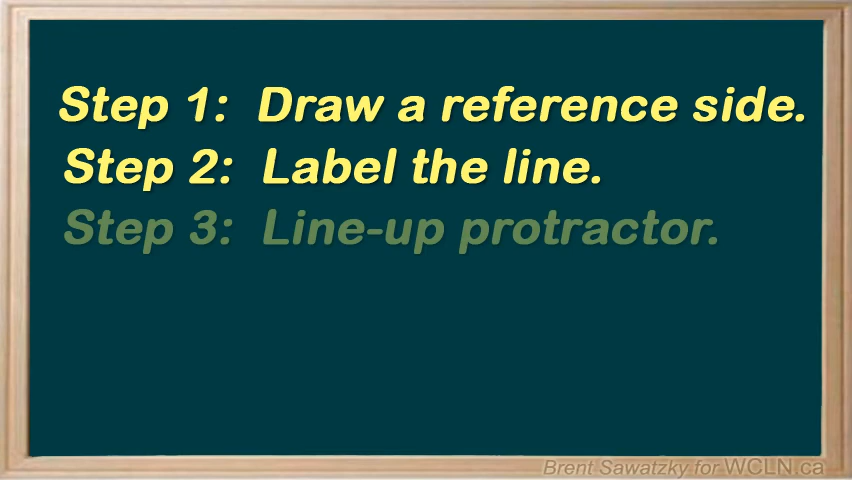 Step 1: Draw a reference side.
Step 2: Label the line.
Step 3: Line-up protractor.
Brent Sawatzky for WCLN.ca